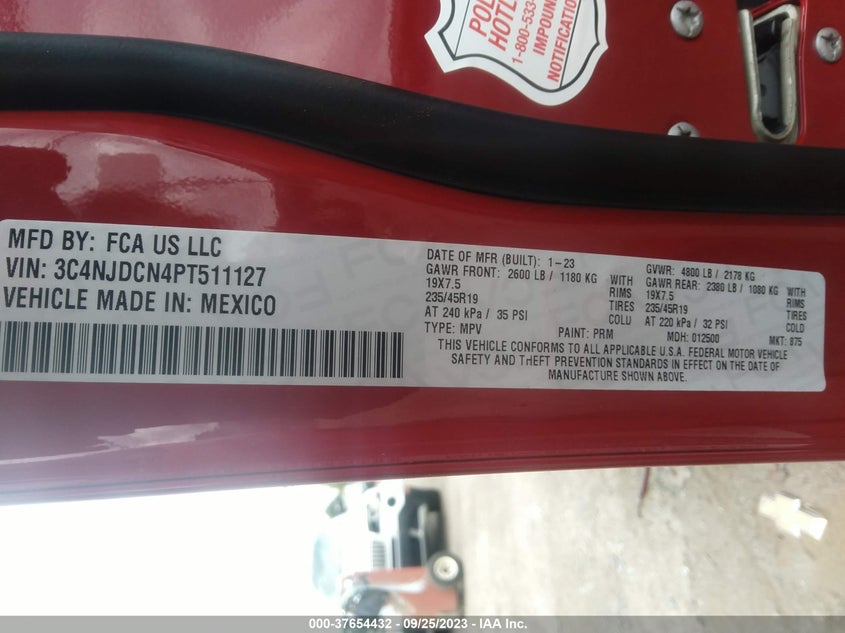 POL
HOTL
1-800-533-
IMPOUN
NOTIFICATION
MFD BY: FCA US LLC
VIN: 3C4NJDCN4PT511127
VEHICLE MADE IN: MEXICO
DATE OF MFR (BUILT): 1-23
GAWR FRONT: 2600 LB / 1180 KG WITH
19X7.5 RIMS
235/45R19 TIRES
AT 240 kPa / 35 PSI COLD
TYPE: MPV PAINT: PRM
GVWR: 4800 LB / 2178 KG
GAWR REAR: 2380 LB / 1080 KG WITH
19X7.5 RIMS
235/45R19 TIRES
AT 220 kPa / 32 PSI COLD
MDH: 012500 MKT: 875
THIS VEHICLE CONFORMS TO ALL APPLICABLE U.S.A. FEDERAL MOTOR VEHICLE
SAFETY AND THEFT PREVENTION STANDARDS IN EFFECT ON THE DATE OF
MANUFACTURE SHOWN ABOVE.
000-37654432 - 09/25/2023 - IAA Inc.